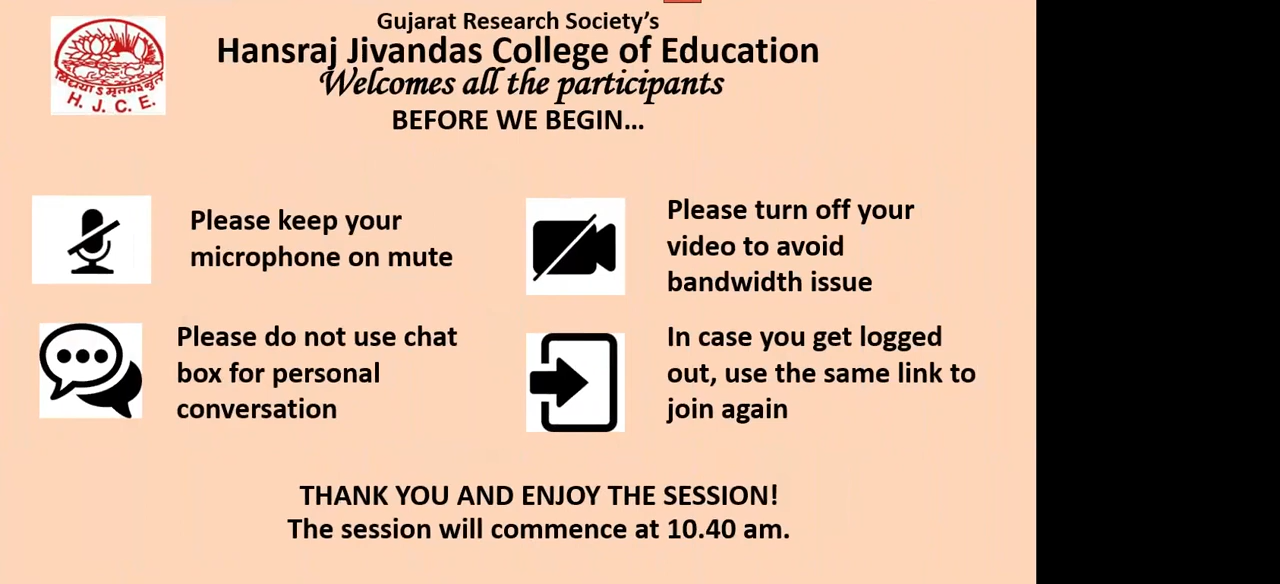 Gujarat Research Society's
Hansraj Jivandas College of Education
Welcomes all the participants
BEFORE WE BEGIN...
H. J. C. E.
Please keep your
microphone on mute
Please turn off your
video to avoid
bandwidth issue
Please do not use chat
box for personal
conversation
In case you get logged
out, use the same link to
join again
THANK YOU AND ENJOY THE SESSION!
The session will commence at 10.40 am.